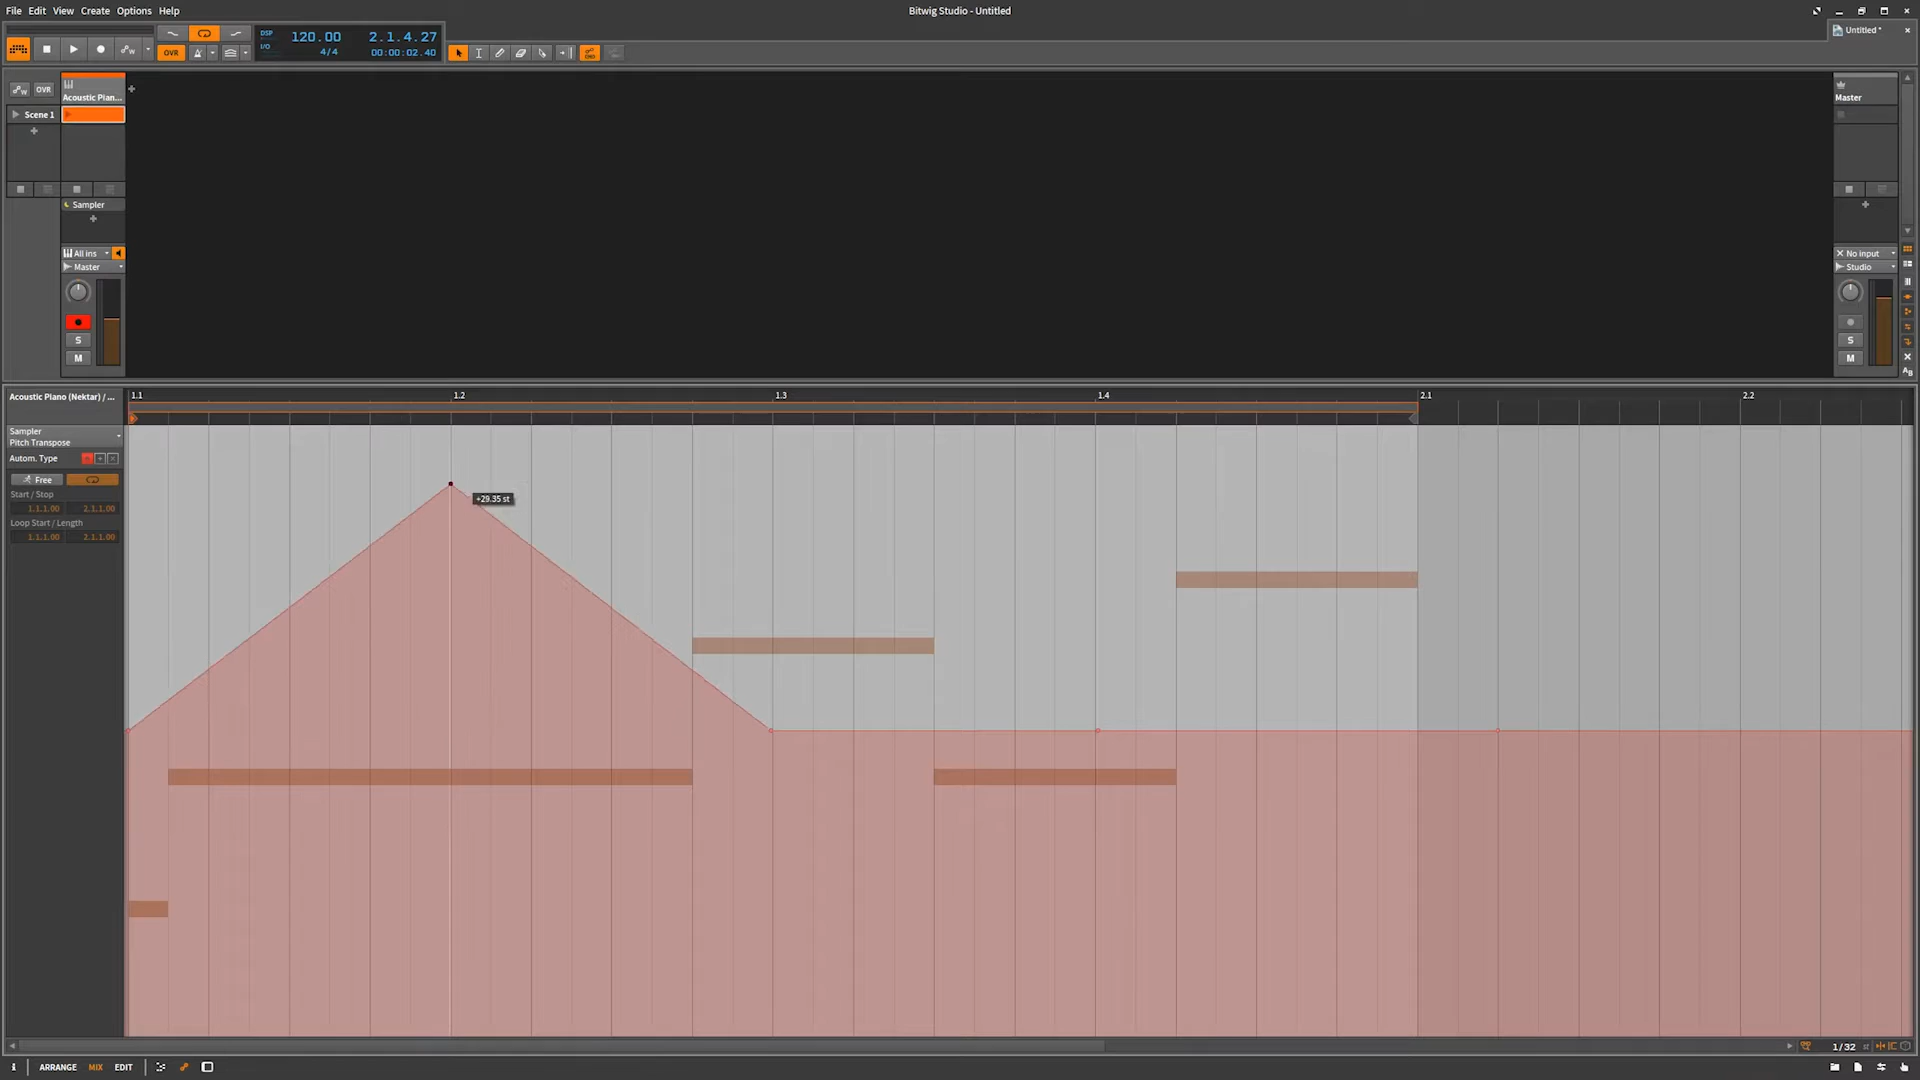 File Edit View Create Options Help
Bitwig Studio - Untitled
Untitled *
OVR
DSP
I/O
120.00
4/4
2.1.4.27
00:00:02.40
OVR
Acoustic Pian...
Scene 1
Sampler
All ins
Master
S
M
Master
No input
Studio
S
M
Acoustic Piano (Nektar) / ...
1.1
1.2
1.3
1.4
2.1
2.2
Sampler
Pitch Transpose
Autom. Type
Free
Start / Stop
1.1.1.00
2.1.1.00
Loop Start / Length
1.1.1.00
2.1.1.00
+29.35 st
1/32
i
ARRANGE
MIX
EDIT